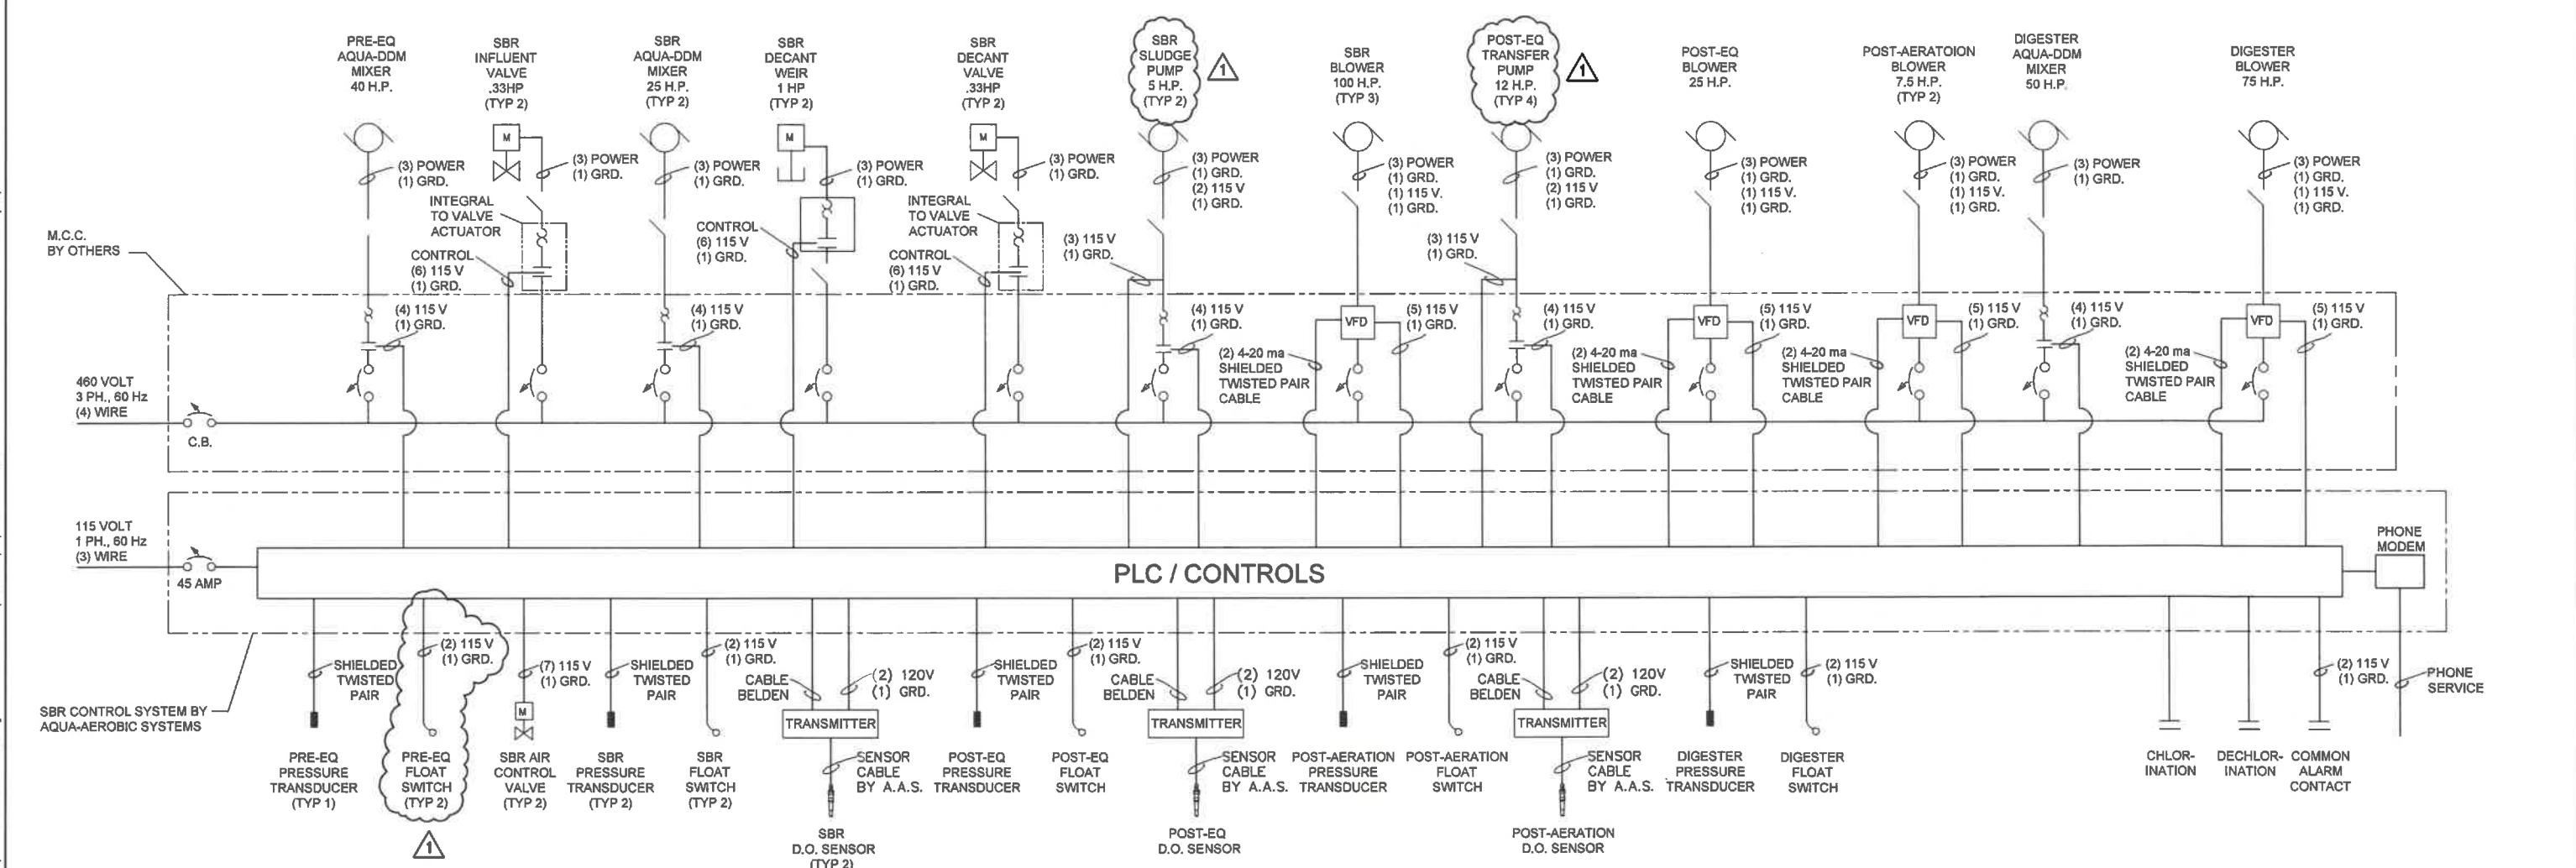 PRE-EQ
AQUA-DDM
MIXER
40 H.P.
SBR
INFLUENT
VALVE
.33HP
(TYP 2)
SBR
AQUA-DDM
MIXER
25 H.P.
(TYP 2)
SBR
DECANT
WEIR
1 HP
(TYP 2)
SBR
DECANT
VALVE
.33HP
(TYP 2)
SBR
SLUDGE
PUMP
5 H.P.
(TYP 2)
1
SBR
BLOWER
100 H.P.
(TYP 3)
POST-EQ
TRANSFER
PUMP
12 H.P.
(TYP 4)
1
POST-EQ
BLOWER
25 H.P.
POST-AERATOION
BLOWER
7.5 H.P.
(TYP 2)
DIGESTER
AQUA-DDM
MIXER
50 H.P.
DIGESTER
BLOWER
75 H.P.
M
M
M
(3) POWER
(1) GRD.
(3) POWER
(1) GRD.
(3) POWER
(1) GRD.
(3) POWER
(1) GRD.
(3) POWER
(1) GRD.
(3) POWER
(1) GRD.
(2) 115 V
(1) GRD.
(3) POWER
(1) GRD.
(1) 115 V.
(1) GRD.
(3) POWER
(1) GRD.
(2) 115 V
(1) GRD.
(3) POWER
(1) GRD.
(1) 115 V.
(1) GRD.
(3) POWER
(1) GRD.
(1) 115 V.
(1) GRD.
(3) POWER
(1) GRD.
(3) POWER
(1) GRD.
(1) 115 V.
(1) GRD.
M.C.C.
BY OTHERS
INTEGRAL
TO VALVE
ACTUATOR
CONTROL
(6) 115 V
(1) GRD.
CONTROL
(6) 115 V
(1) GRD.
INTEGRAL
TO VALVE
ACTUATOR
CONTROL
(6) 115 V
(1) GRD.
(3) 115 V
(1) GRD.
(3) 115 V
(1) GRD.
(4) 115 V
(1) GRD.
(4) 115 V
(1) GRD.
(4) 115 V
(1) GRD.
(2) 4-20 ma
SHIELDED
TWISTED PAIR
CABLE
VFD
(5) 115 V
(1) GRD.
(4) 115 V
(1) GRD.
(2) 4-20 ma
SHIELDED
TWISTED PAIR
CABLE
VFD
(5) 115 V
(1) GRD.
(2) 4-20 ma
SHIELDED
TWISTED PAIR
CABLE
VFD
(5) 115 V
(1) GRD.
(4) 115 V
(1) GRD.
(2) 4-20 ma
SHIELDED
TWISTED PAIR
CABLE
VFD
(5) 115 V
(1) GRD.
460 VOLT
3 PH., 60 Hz
(4) WIRE
C.B.
115 VOLT
1 PH., 60 Hz
(3) WIRE
45 AMP
PLC / CONTROLS
PHONE
MODEM
SBR CONTROL SYSTEM BY
AQUA-AEROBIC SYSTEMS
SHIELDED
TWISTED
PAIR
(2) 115 V
(1) GRD.
(7) 115 V
(1) GRD.
M
SHIELDED
TWISTED
PAIR
(2) 115 V
(1) GRD.
CABLE
BELDEN
(2) 120V
(1) GRD.
TRANSMITTER
SHIELDED
TWISTED
PAIR
(2) 115 V
(1) GRD.
CABLE
BELDEN
(2) 120V
(1) GRD.
TRANSMITTER
SHIELDED
TWISTED
PAIR
(2) 115 V
(1) GRD.
CABLE
BELDEN
(2) 120V
(1) GRD.
TRANSMITTER
SHIELDED
TWISTED
PAIR
(2) 115 V
(1) GRD.
(2) 115 V
(1) GRD.
PHONE
SERVICE
PRE-EQ
PRESSURE
TRANSDUCER
(TYP 1)
PRE-EQ
FLOAT
SWITCH
(TYP 2)
1
SBR AIR
CONTROL
VALVE
(TYP 2)
SBR
PRESSURE
TRANSDUCER
(TYP 2)
SBR
FLOAT
SWITCH
(TYP 2)
SENSOR
CABLE
BY A.A.S.
SBR
D.O. SENSOR
(TYP 2)
POST-EQ
PRESSURE
TRANSDUCER
POST-EQ
FLOAT
SWITCH
SENSOR
CABLE
BY A.A.S.
POST-EQ
D.O. SENSOR
POST-AERATION
PRESSURE
TRANSDUCER
POST-AERATION
FLOAT
SWITCH
SENSOR
CABLE
BY A.A.S.
POST-AERATION
D.O. SENSOR
DIGESTER
PRESSURE
TRANSDUCER
DIGESTER
FLOAT
SWITCH
CHLOR-
INATION
DECHLOR-
INATION
COMMON
ALARM
CONTACT